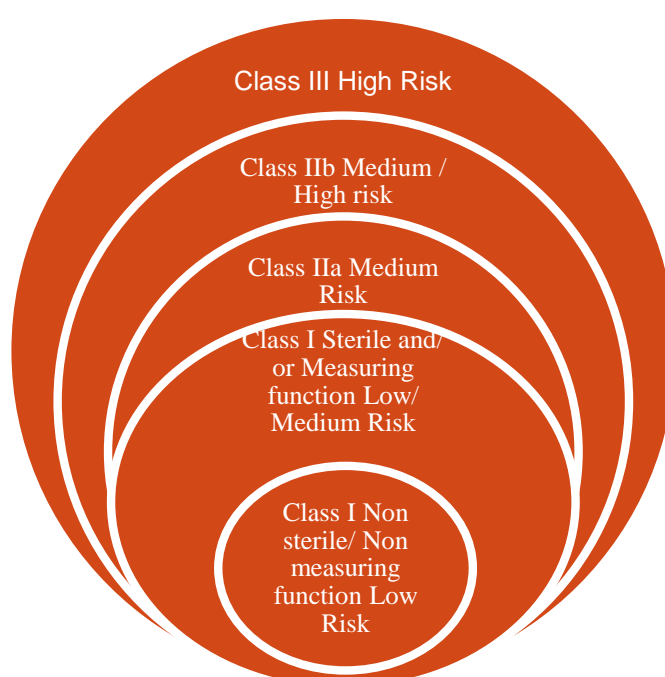 Class III High Risk
Class IIb Medium /
High risk
Class IIa Medium
Risk
Class I Sterile and/
or Measuring
function Low/
Medium Risk
Class I Non
sterile/ Non
measuring
function Low
Risk